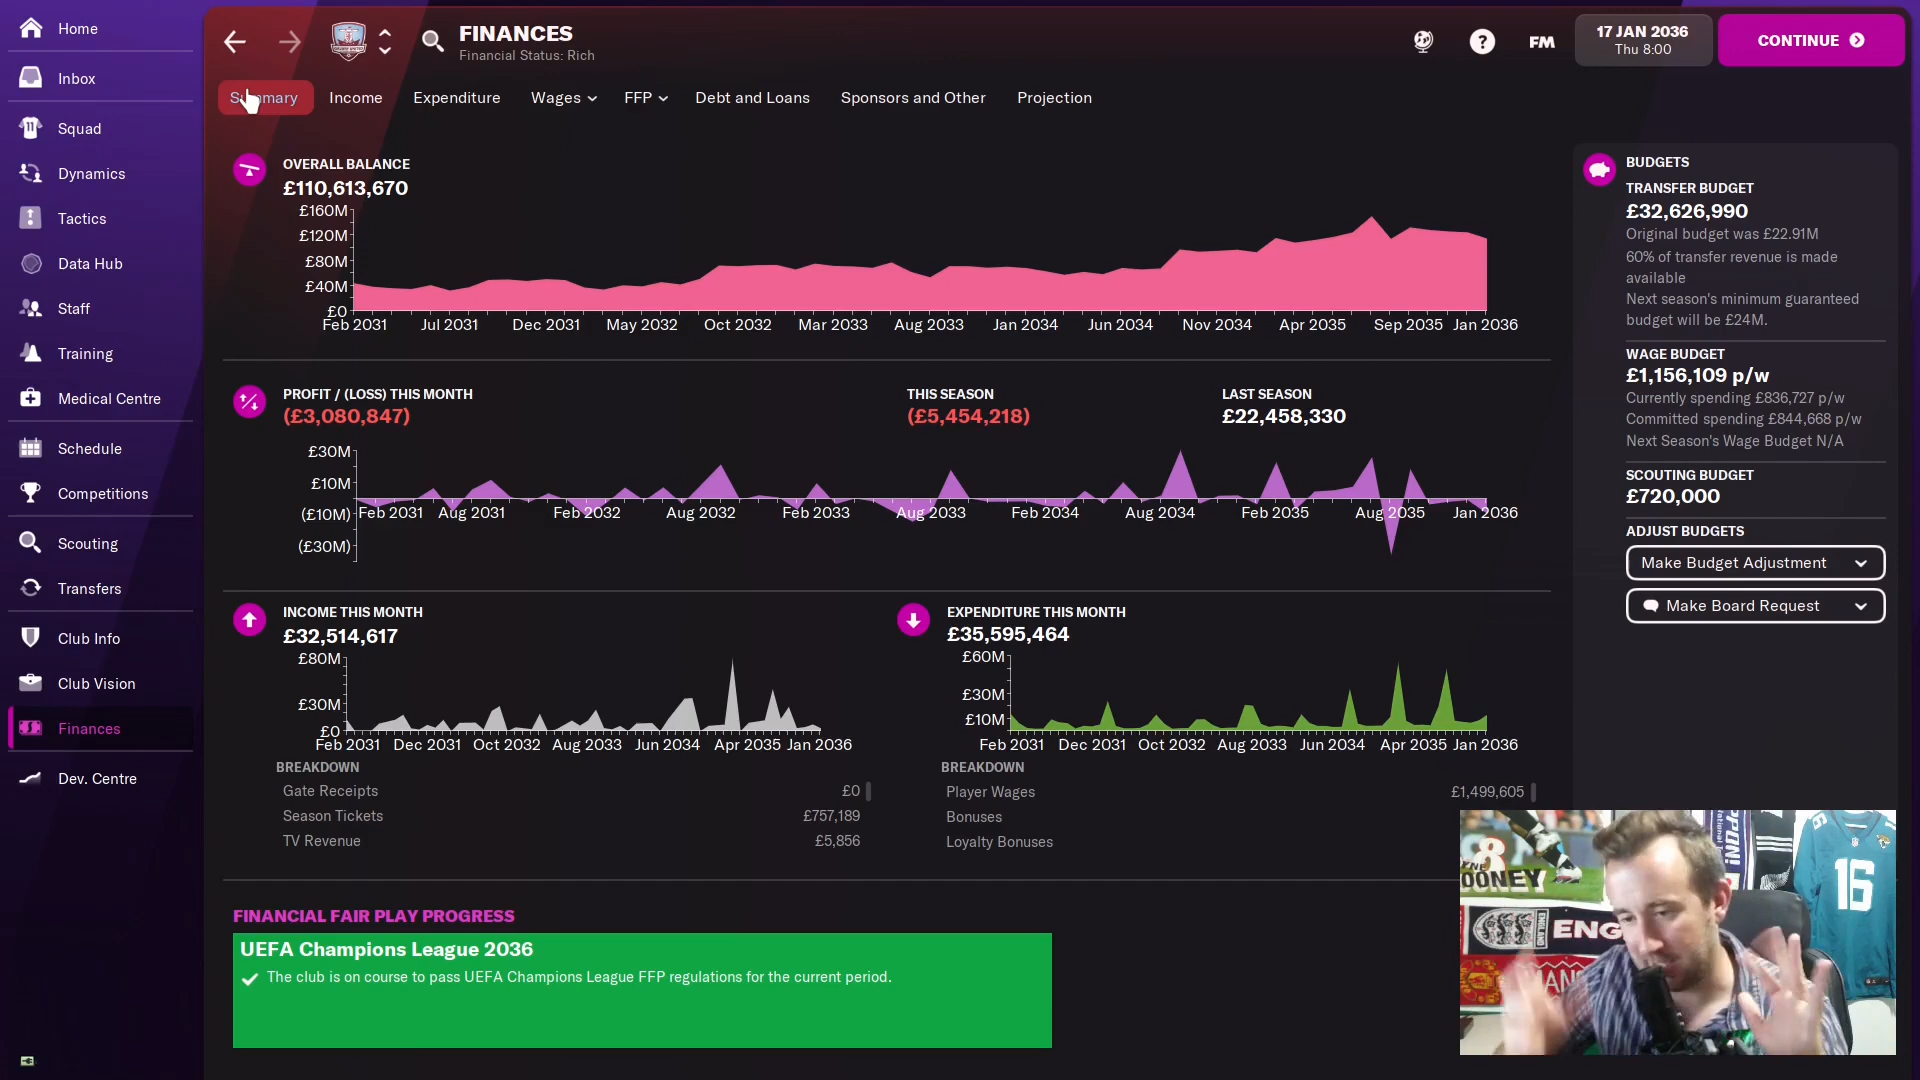 Home
Inbox
Squad
Dynamics
Tactics
Data Hub
Staff
Training
Medical Centre
Schedule
Competitions
Scouting
Transfers
Club Info
Club Vision
Finances
Dev. Centre
FINANCES
Financial Status: Rich
FM
17 JAN 2036
Thu 8:00
CONTINUE
Summary Income Expenditure Wages FFP Debt and Loans Sponsors and Other Projection
OVERALL BALANCE
£110,613,670
£160M
£120M
£80M
£40M
£0
Feb 2031 Jul 2031 Dec 2031 May 2032 Oct 2032 Mar 2033 Aug 2033 Jan 2034 Jun 2034 Nov 2034 Apr 2035 Sep 2035 Jan 2036
PROFIT / (LOSS) THIS MONTH
(£3,080,847)
THIS SEASON
(£5,454,218)
LAST SEASON
£22,458,330
£30M
£10M
(£10M)
(£30M)
Feb 2031 Aug 2031 Feb 2032 Aug 2032 Feb 2033 Aug 2033 Feb 2034 Aug 2034 Feb 2035 Aug 2035 Jan 2036
INCOME THIS MONTH
£32,514,617
£80M
£30M
£0
Feb 2031 Dec 2031 Oct 2032 Aug 2033 Jun 2034 Apr 2035 Jan 2036
BREAKDOWN
Gate Receipts £0
Season Tickets £757,189
TV Revenue £5,856
EXPENDITURE THIS MONTH
£35,595,464
£60M
£30M
£10M
Feb 2031 Dec 2031 Oct 2032 Aug 2033 Jun 2034 Apr 2035 Jan 2036
BREAKDOWN
Player Wages £1,499,605
Bonuses
Loyalty Bonuses
FINANCIAL FAIR PLAY PROGRESS
UEFA Champions League 2036
The club is on course to pass UEFA Champions League FFP regulations for the current period.
BUDGETS
TRANSFER BUDGET
£32,626,990
Original budget was £22.91M
60% of transfer revenue is made
available
Next season's minimum guaranteed
budget will be £24M.
WAGE BUDGET
£1,156,109 p/w
Currently spending £836,727 p/w
Committed spending £844,668 p/w
Next Season's Wage Budget N/A
SCOUTING BUDGET
£720,000
ADJUST BUDGETS
Make Budget Adjustment
Make Board Request
8
OONEY
ENG
16